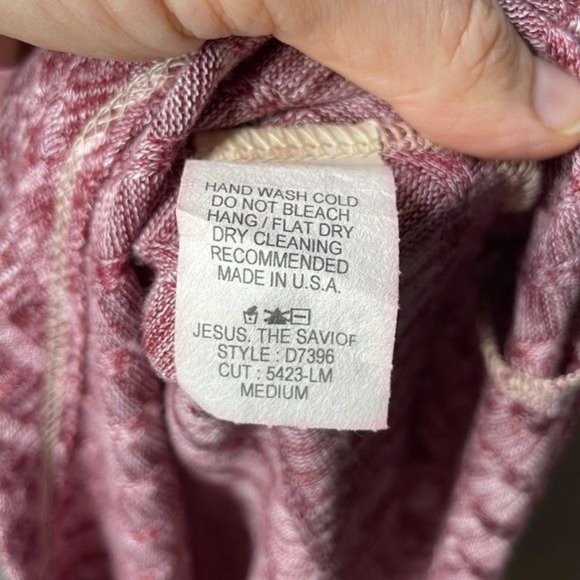 HAND WASH COLD
DO NOT BLEACH
HANG / FLAT DRY
DRY CLEANING
RECOMMENDED
MADE IN U.S.A.
JESUS. THE SAVIOR
STYLE : D7396
CUT : 5423-LM
MEDIUM